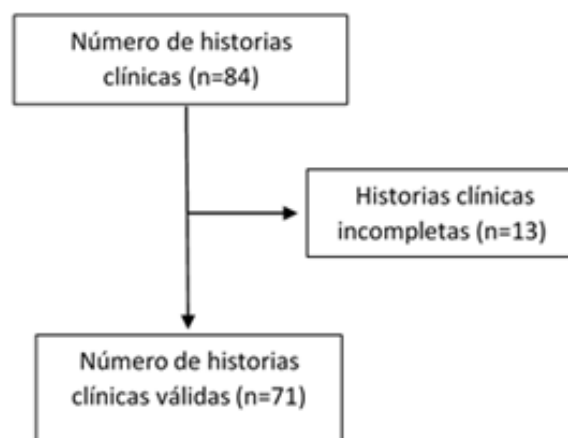 Número de historias
clínicas (n=84)
Historias clínicas
incompletas (n=13)
Número de historias
clínicas válidas (n=71)